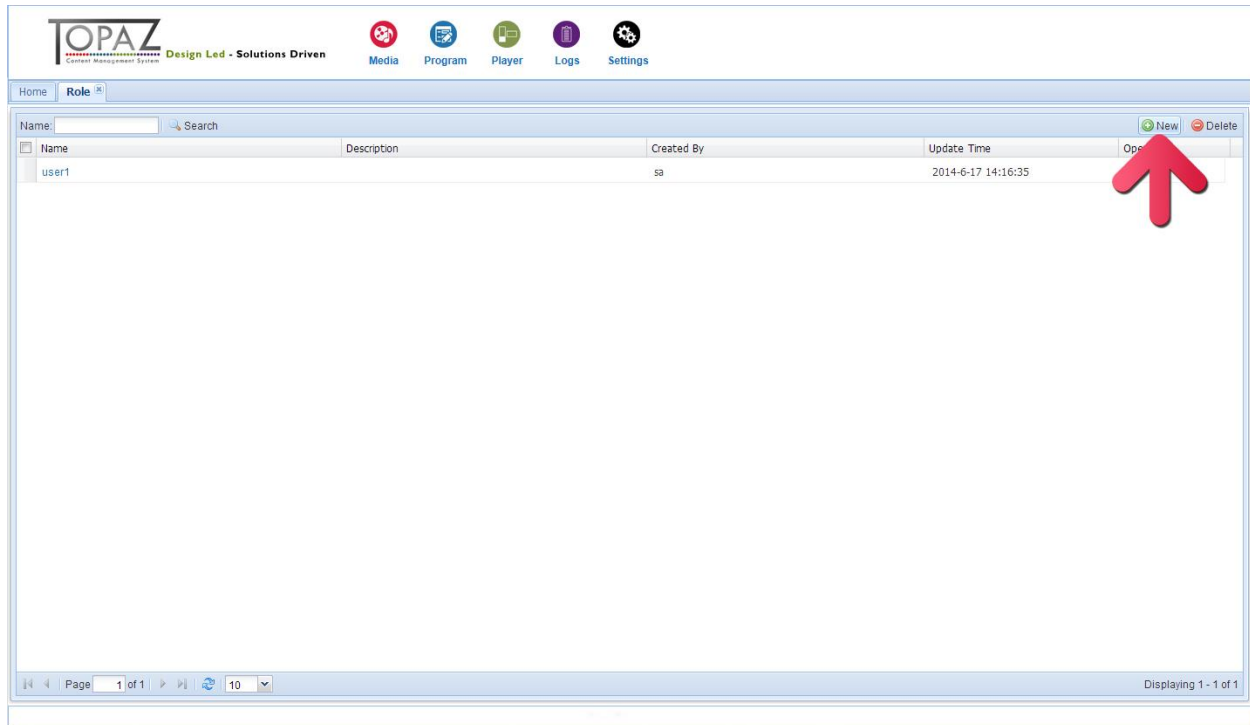 TOPAZ
Content Management System
Design Led - Solutions Driven
Media Program Player Logs Settings
Home Role
Name: Search New Delete
Name Description Created By Update Time Ope
user1 sa 2014-6-17 14:16:35
Page 1 of 1 10 Displaying 1 - 1 of 1